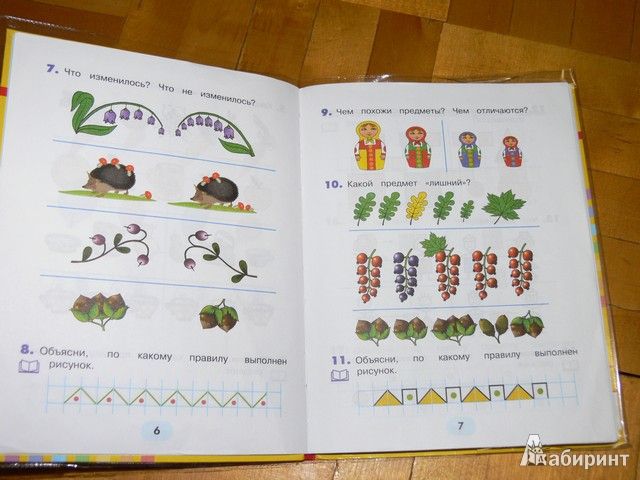 7. Что изменилось? Что не изменилось?
8. Объясни, по какому правилу выполнен
рисунок.
6
9. Чем похожи предметы? Чем отличаются?
10. Какой предмет «лишний»?
11. Объясни, по какому правилу выполнен
рисунок.
7
Лабиринт